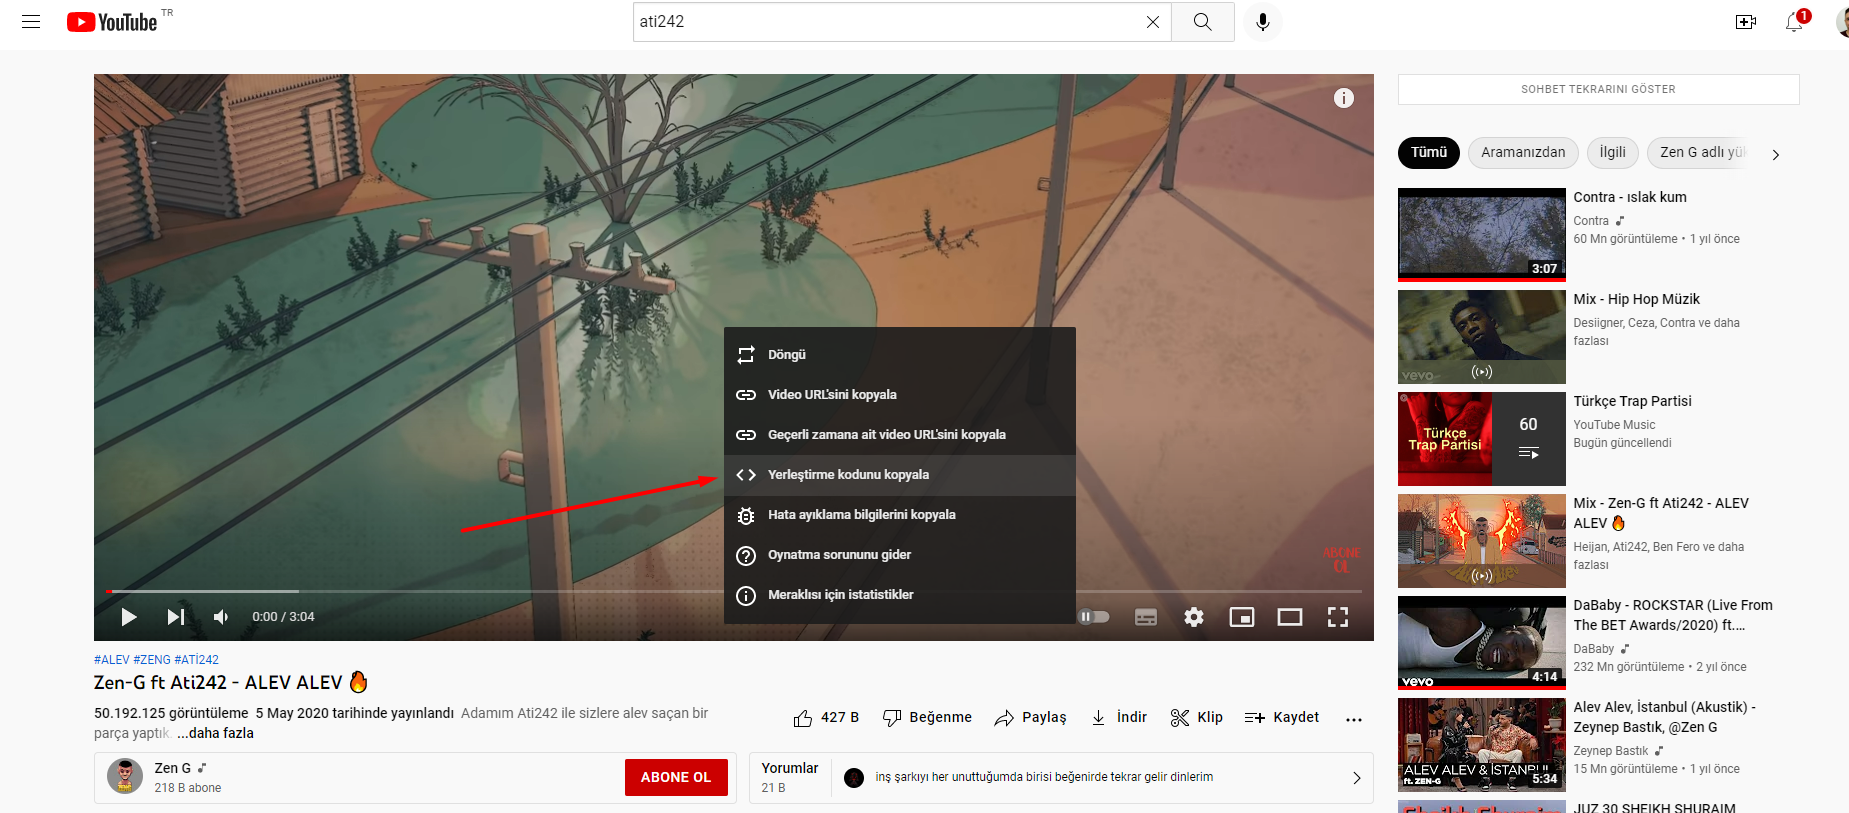 YouTube TR
ati242
1
SOHBET TEKRARINI GÖSTER
Tümü
Aramanızdan
İlgili
Zen G adlı yük
ABONE
OL
Döngü
Video URL'sini kopyala
Geçerli zamana ait video URL'sini kopyala
Yerleştirme kodunu kopyala
Hata ayıklama bilgilerini kopyala
Oynatma sorununu gider
Meraklısı için istatistikler
0:00 / 3:04
#ALEV #ZENG #ATİ242
Zen-G ft Ati242 - ALEV ALEV 🔥
50.192.125 görüntüleme 5 May 2020 tarihinde yayınlandı Adamım Ati242 ile sizlere alev saçan bir
parça yaptık. ...daha fazla
427 B
Beğenme
Paylaş
İndir
Klip
Kaydet
Zen G
218 B abone
ABONE OL
Yorumlar
21 B
inş şarkıyı her unuttuğumda birisi beğenirde tekrar gelir dinlerim
3:07
Contra - ıslak kum
Contra
60 Mn görüntüleme • 1 yıl önce
vevo
Mix - Hip Hop Müzik
Desiigner, Ceza, Contra ve daha
fazlası
Türkçe
Trap Partisi
60
Türkçe Trap Partisi
YouTube Music
Bugün güncellendi
Mix - Zen-G ft Ati242 - ALEV
ALEV 🔥
Heijan, Ati242, Ben Fero ve daha
fazlası
vevo
4:14
DaBaby - ROCKSTAR (Live From
The BET Awards/2020) ft....
DaBaby
232 Mn görüntüleme • 2 yıl önce
ALEV ALEV & İSTANBUL
ft. ZEN-G
5:34
Alev Alev, İstanbul (Akustik) -
Zeynep Bastık, @Zen G
Zeynep Bastık
15 Mn görüntüleme • 1 yıl önce
JUZ 30 SHEIKH SHURAIM